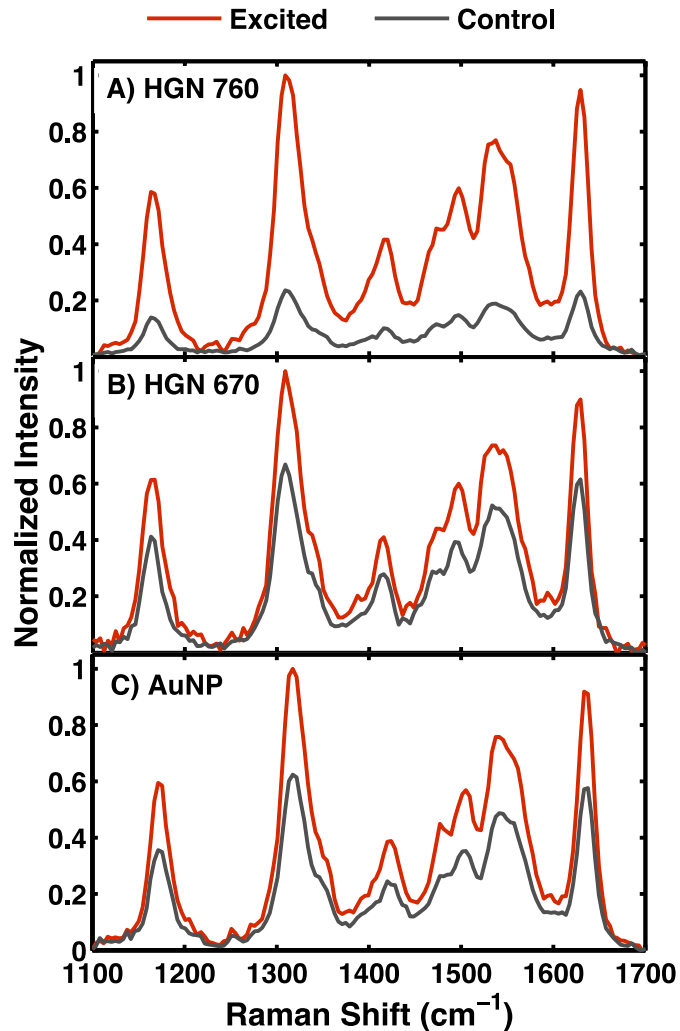 Excited Control
A) HGN 760
1
0.8
0.6
0.4
0.2
B) HGN 670
1
0.8
0.6
0.4
0.2
C) AuNP
1
0.8
0.6
0.4
0.2
0
Normalized Intensity
1100 1200 1300 1400 1500 1600 1700
Raman Shift (cm⁻¹)